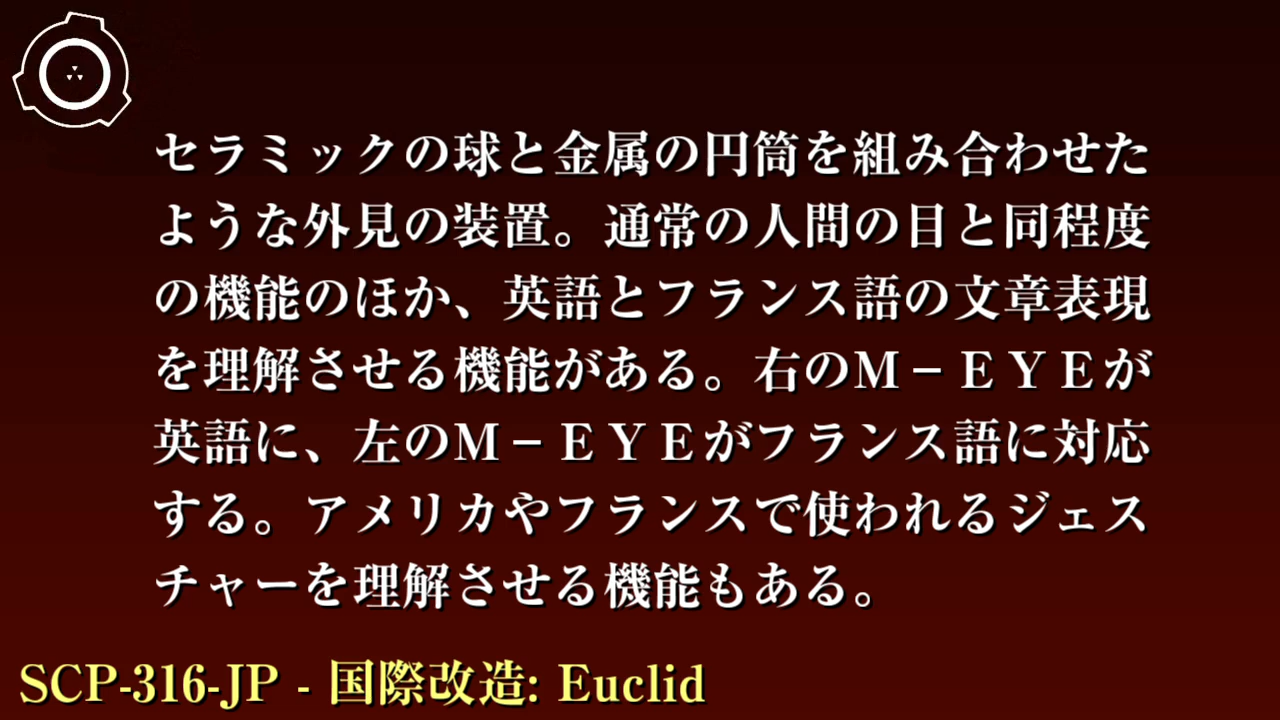 セラミックの球と金属の円筒を組み合わせた
ような外見の装置。通常の人間の目と同程度
の機能のほか、英語とフランス語の文章表現
を理解させる機能がある。右のＭ－ＥＹＥが
英語に、左のＭ－ＥＹＥがフランス語に対応
する。アメリカやフランスで使われるジェス
チャーを理解させる機能もある。
SCP-316-JP - 国際改造: Euclid